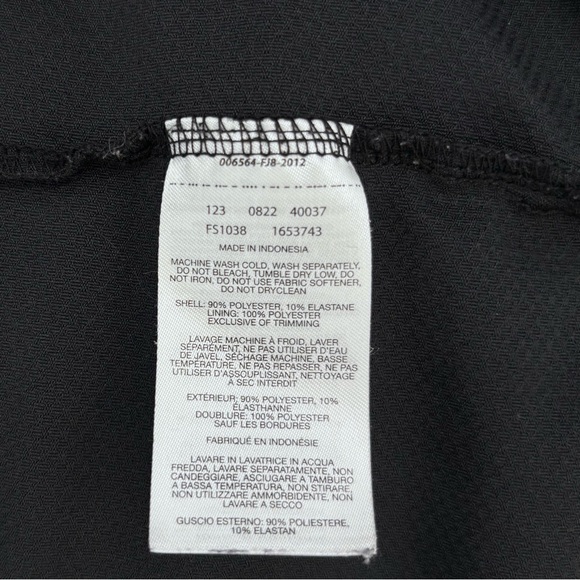 006564-FJ8-2012
123 0822 40037
FS1038 1653743
MADE IN INDONESIA
MACHINE WASH COLD, WASH SEPARATELY,
DO NOT BLEACH, TUMBLE DRY LOW, DO
NOT IRON, DO NOT USE FABRIC SOFTENER,
DO NOT DRYCLEAN
SHELL: 90% POLYESTER, 10% ELASTANE
LINING: 100% POLYESTER
EXCLUSIVE OF TRIMMING
LAVAGE MACHINE À FROID, LAVER
SÉPARÉMENT, NE PAS UTILISER D'EAU
DE JAVEL, SÉCHAGE MACHINE, BASSE
TEMPÉRATURE, NE PAS REPASSER, NE PAS
UTILISER D'ASSOUPLISSANT, NETTOYAGE
À SEC INTERDIT
EXTÉRIEUR: 90% POLYESTER, 10%
ÉLASTHANNE
DOUBLURE: 100% POLYESTER
SAUF LES BORDURES
FABRIQUÉ EN INDONÉSIE
LAVARE IN LAVATRICE IN ACQUA
FREDDA, LAVARE SEPARATAMENTE, NON
CANDEGGIARE, ASCIUGARE A TAMBURO
A BASSA TEMPERATURA, NON STIRARE,
NON UTILIZZARE AMMORBIDENTE, NON
LAVARE A SECCO
GUSCIO ESTERNO: 90% POLIESTERE,
10% ELASTAN